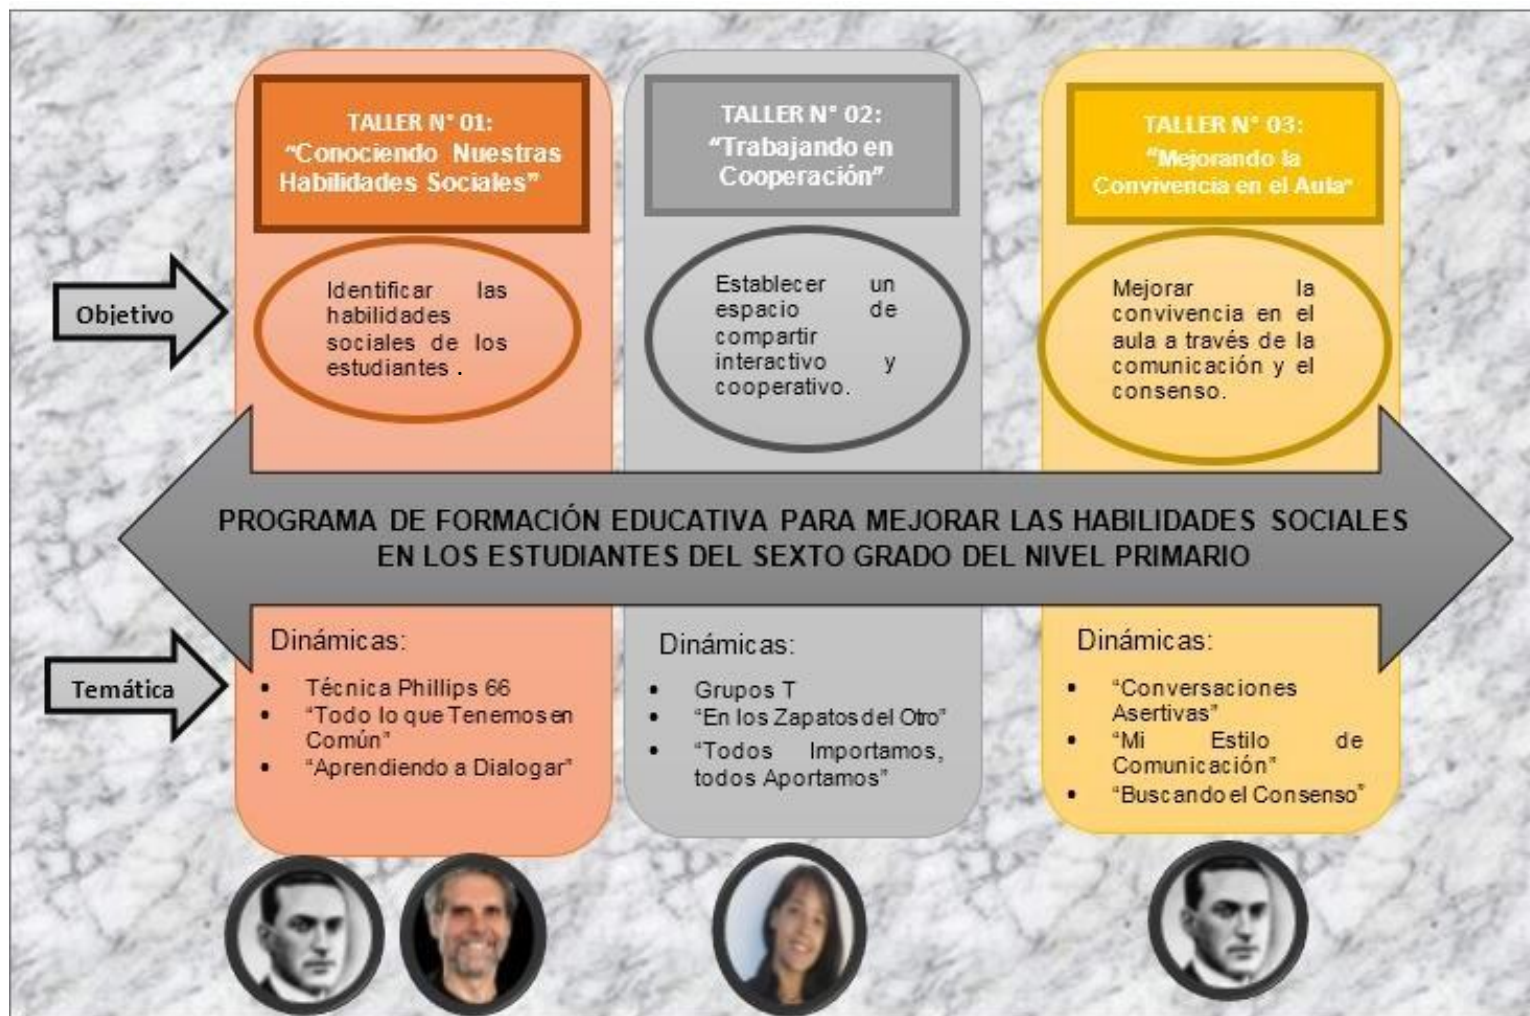 TALLER N° 01:
"Conociendo Nuestras
Habilidades Sociales"
TALLER N° 02:
"Trabajando en
Cooperación"
TALLER N° 03:
"Mejorando la
Convivencia en el Aula"
Objetivo
Identificar las
habilidades
sociales de los
estudiantes .
Establecer un
espacio de
compartir
interactivo y
cooperativo.
Mejorar la
convivencia en el
aula a través de la
comunicación y el
consenso.
PROGRAMA DE FORMACIÓN EDUCATIVA PARA MEJORAR LAS HABILIDADES SOCIALES
EN LOS ESTUDIANTES DEL SEXTO GRADO DEL NIVEL PRIMARIO
Temática
Dinámicas:
• Técnica Phillips 66
• "Todo lo que Tenemos en
Común"
• "Aprendiendo a Dialogar"
Dinámicas:
• Grupos T
• "En los Zapatos del Otro"
• "Todos Importamos,
todos Aportamos"
Dinámicas:
• "Conversaciones
Asertivas"
• "Mi Estilo de
Comunicación"
• "Buscando el Consenso"